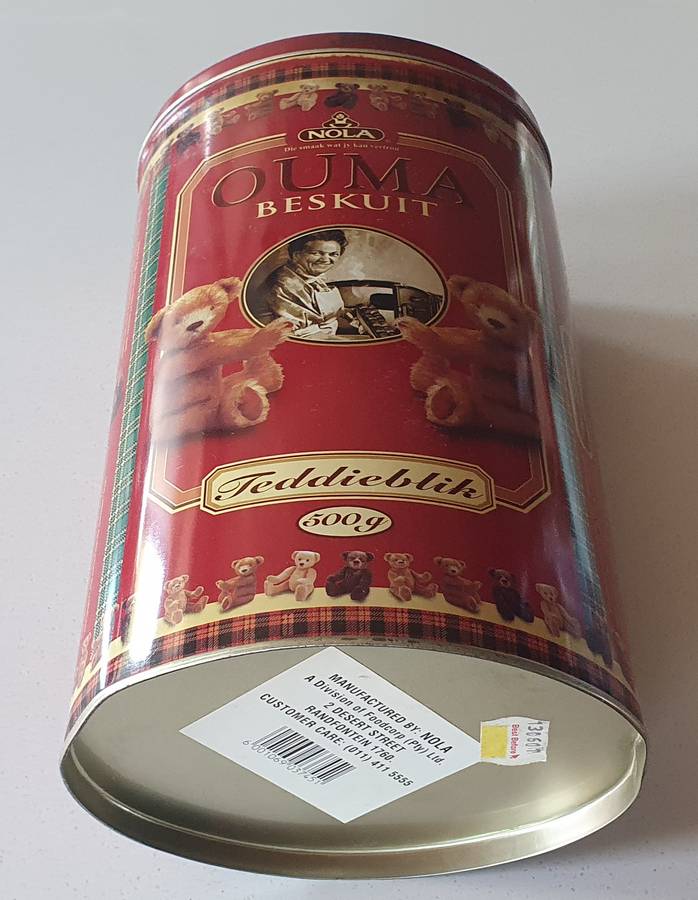 NOLA
Die smaak wat jy kan vertrou
OUMA
BESKUIT
Teddieblik
500g
MANUFACTURED BY: NOLA
A Division of Foodcorp (Pty) Ltd.
2 DESERT STREET
RANDFONTEIN 1760.
CUSTOMER CARE: (011) 411 5555
Best Before